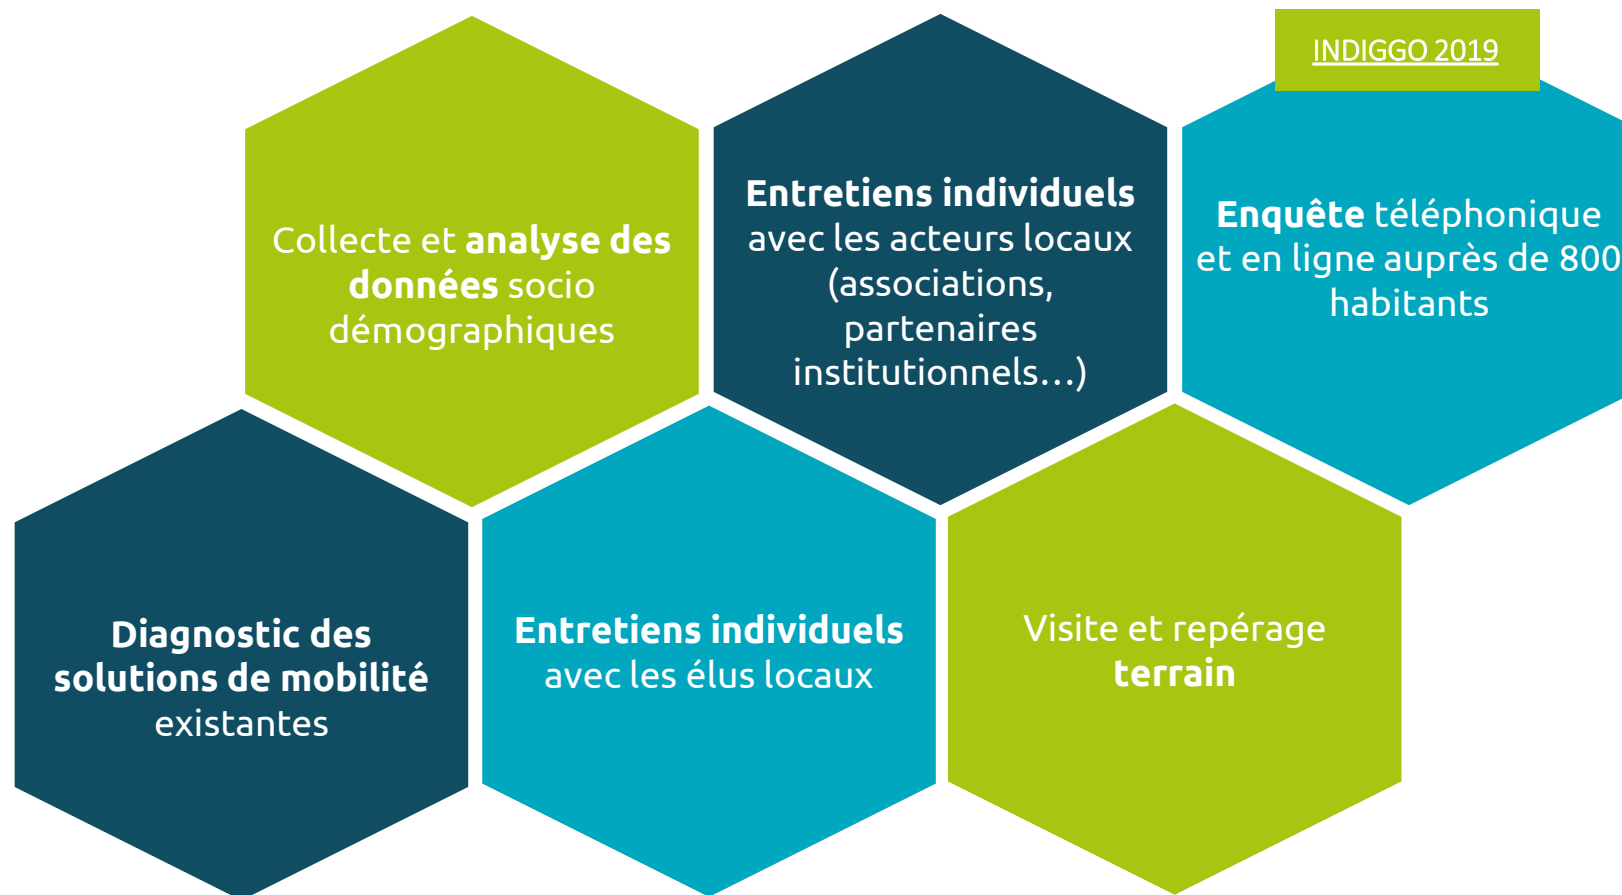 INDIGGO 2019
Collecte et analyse des
données socio
démographiques
Entretiens individuels
avec les acteurs locaux
(associations,
partenaires
institutionnels…)
Enquête téléphonique
et en ligne auprès de 800
habitants
Diagnostic des
solutions de mobilité
existantes
Entretiens individuels
avec les élus locaux
Visite et repérage
terrain